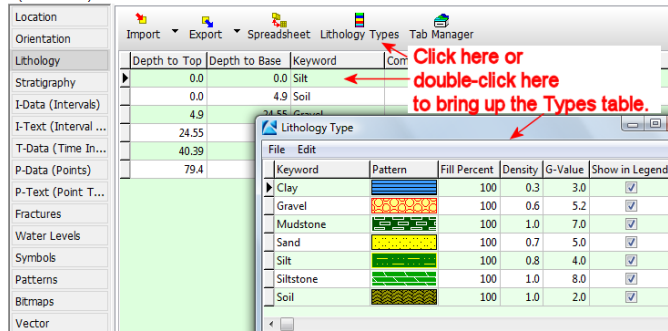 Location
Orientation
Lithology
Stratigraphy
I-Data (Intervals)
I-Text (Interval ...
T-Data (Time In...
P-Data (Points)
P-Text (Point T...
Fractures
Water Levels
Symbols
Patterns
Bitmaps
Vector
Import Export Spreadsheet Lithology Types Tab Manager
Depth to Top Depth to Base Keyword Com
0.0 0.0 Silt
0.0 4.9 Soil
4.9 24.55 Gravel
24.55
40.39
79.4
Click here or
double-click here
to bring up the Types table.
Lithology Type
File Edit
Keyword Pattern Fill Percent Density G-Value Show in Legend
Clay 100 0.3 3.0
Gravel 100 0.6 5.2
Mudstone 100 1.0 7.0
Sand 100 0.7 5.0
Silt 100 0.8 4.0
Siltstone 100 1.0 8.0
Soil 100 1.0 2.0